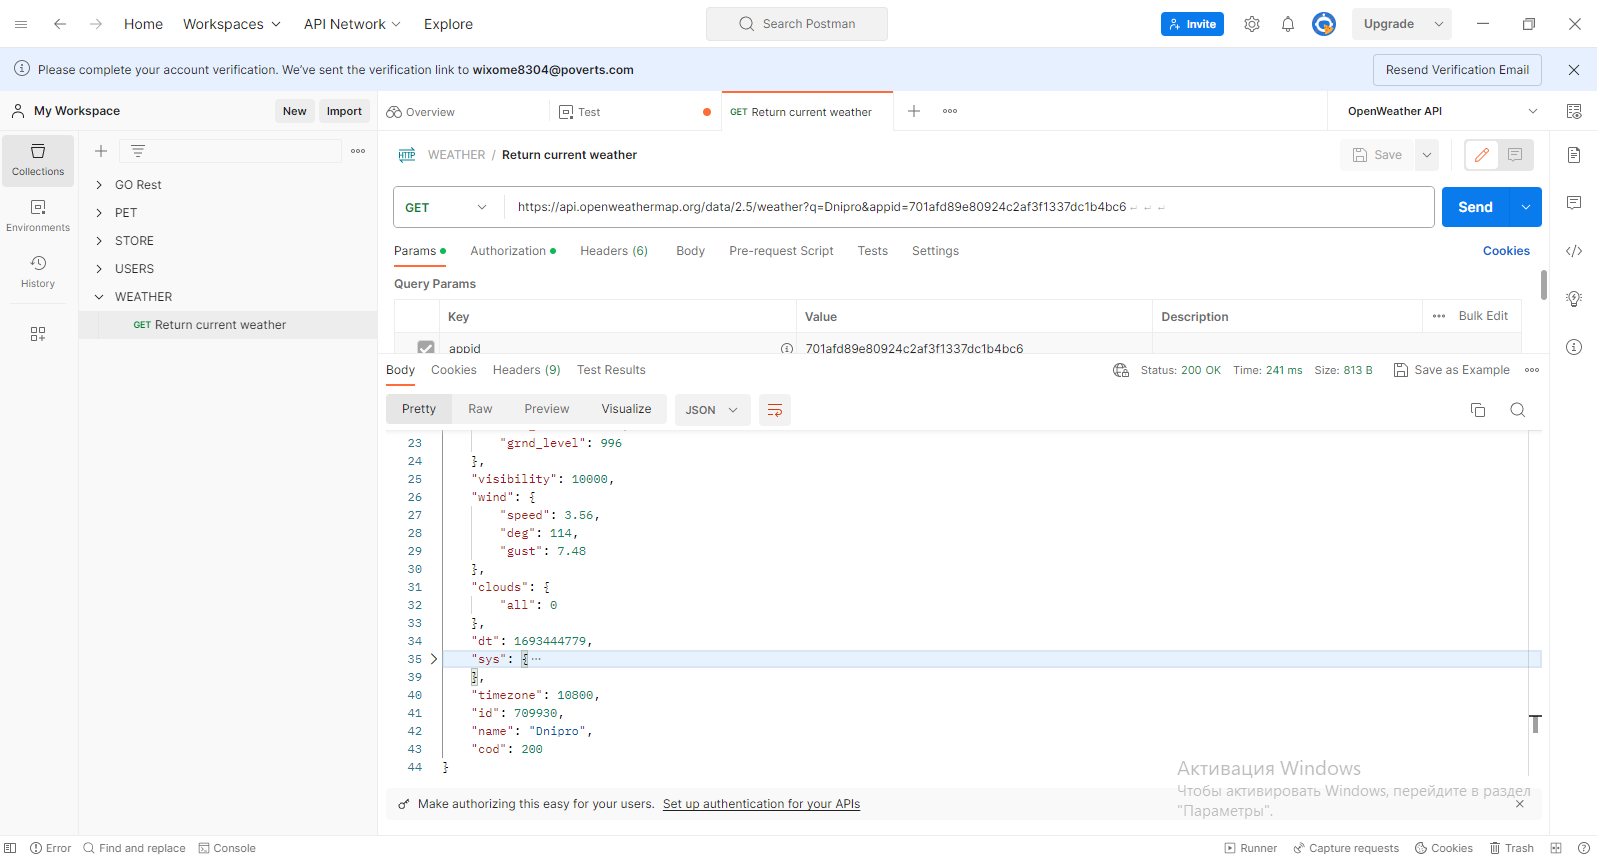 Home Workspaces API Network Explore Search Postman Invite Upgrade
Please complete your account verification. We've sent the verification link to wixome8304@poverts.com Resend Verification Email
My Workspace New Import Overview Test GET Return current weather OpenWeather API
Collections
Environments
History
GO Rest
PET
STORE
USERS
WEATHER
GET Return current weather
HTTP WEATHER / Return current weather Save
GET https://api.openweathermap.org/data/2.5/weather?q=Dnipro&appid=701afd89e80924c2af3f1337dc1b4bc6 Send
Params Authorization Headers (6) Body Pre-request Script Tests Settings Cookies
Query Params
Key Value Description Bulk Edit
appid 701afd89e80924c2af3f1337dc1b4bc6
Body Cookies Headers (9) Test Results Status: 200 OK Time: 241 ms Size: 813 B Save as Example
Pretty Raw Preview Visualize JSON
23 "grnd_level": 996
24 },
25 "visibility": 10000,
26 "wind": {
27 "speed": 3.56,
28 "deg": 114,
29 "gust": 7.48
30 },
31 "clouds": {
32 "all": 0
33 },
34 "dt": 1693444779,
35 "sys": {···
39 },
40 "timezone": 10800,
41 "id": 709930,
42 "name": "Dnipro",
43 "cod": 200
44 }
Активация Windows
Чтобы активировать Windows, перейдите в раздел
"Параметры".
Make authorizing this easy for your users. Set up authentication for your APIs
Error Find and replace Console Runner Capture requests Cookies Trash